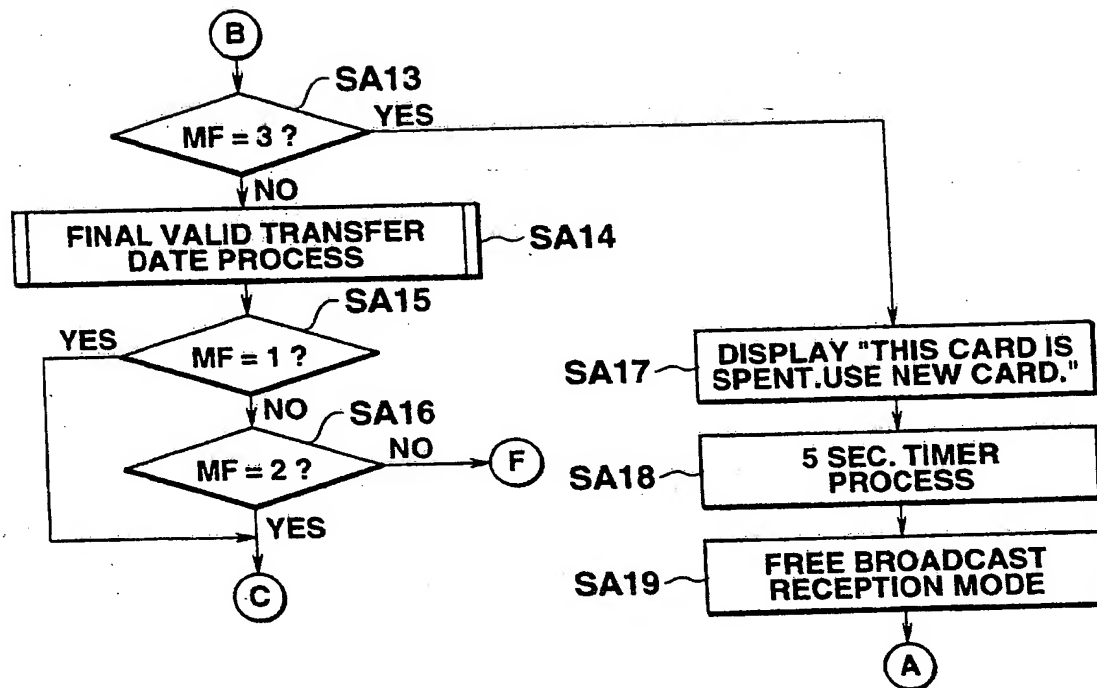 B
SA13
YES
MF = 3 ?
NO
FINAL VALID TRANSFER
DATE PROCESS
SA14
SA15
YES
MF = 1 ?
NO
SA16
NO
MF = 2 ?
F
YES
C
SA17
DISPLAY "THIS CARD IS
SPENT.USE NEW CARD."
SA18
5 SEC. TIMER
PROCESS
SA19
FREE BROADCAST
RECEPTION MODE
A